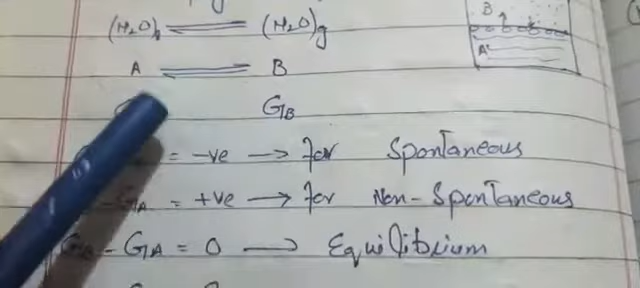 (H2O)l ⇌ (H2O)g
B
A
A ⇌ B
GB
= -ve → for Spontaneous
GA = +ve → for Non-Spontaneous
GB - GA = 0 → Equilibrium